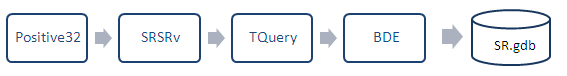 Positive32
SRSRv
TQuery
BDE
SR.gdb